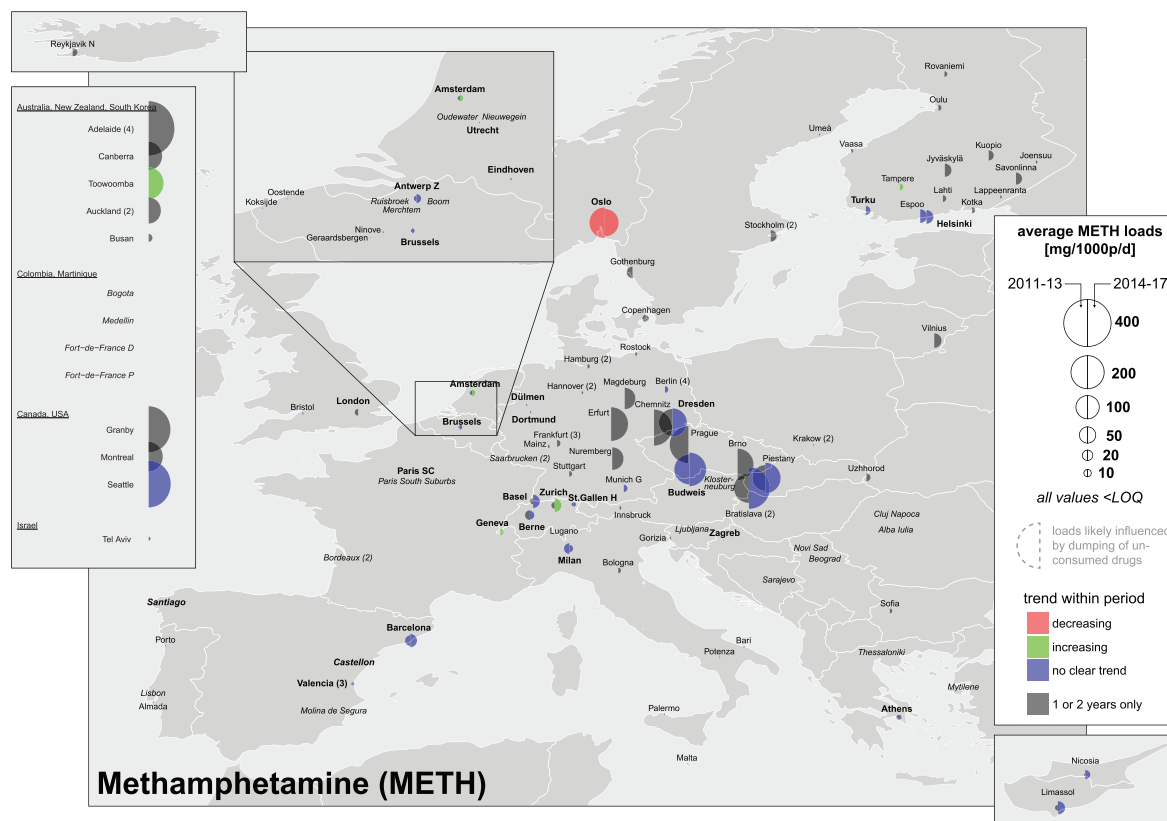 Reykjavik N
Australia, New Zealand, South Korea
Adelaide (4)
Canberra
Toowoomba
Auckland (2)
Busan
Colombia, Martinique
Bogota
Medellin
Fort−de−France D
Fort−de−France P
Canada, USA
Granby
Montreal
Seattle
Israel
Tel Aviv
Amsterdam
Oudewater Nieuwegein
Utrecht
Eindhoven
Antwerp Z
Oostende
Koksijde
Ruisbroek Boom
Merchtem
Ninove
Geraardsbergen
Brussels
Rovaniemi
Oulu
Umeå
Vaasa
Kuopio
Joensuu
Jyväskylä
Savonlinna
Tampere
Lahti
Lappeenranta
Turku
Espoo
Kotka
Helsinki
Oslo
Stockholm (2)
Gothenburg
Copenhagen
Vilnius
Rostock
Hamburg (2)
Hannover (2)
Magdeburg
Berlin (4)
Amsterdam
Dülmen
Bristol
London
Dortmund
Brussels
Erfurt
Chemnitz
Dresden
Frankfurt (3)
Mainz
Prague
Nuremberg
Saarbrucken (2)
Stuttgart
Brno
Krakow (2)
Piestany
Uzhhorod
Paris SC
Paris South Suburbs
Munich G
Budweis
Kloster-
neuburg
Bratislava (2)
Basel
Zurich
St.Gallen H
Innsbruck
Geneva
Berne
Lugano
Gorizia
Ljubljana
Zagreb
Cluj Napoca
Alba Iulia
Milan
Bologna
Novi Sad
Beograd
Bordeaux (2)
Sarajevo
Sofia
Santiago
Porto
Barcelona
Castellon
Valencia (3)
Lisbon
Almada
Molina de Segura
Bari
Potenza
Palermo
Malta
Thessaloniki
Mytilene
Athens
average METH loads
[mg/1000p/d]
2011-13 2014-17
400
200
100
50
20
10
all values <LOQ
loads likely influenced
by dumping of un-
consumed drugs
trend within period
decreasing
increasing
no clear trend
1 or 2 years only
Nicosia
Limassol
Methamphetamine (METH)